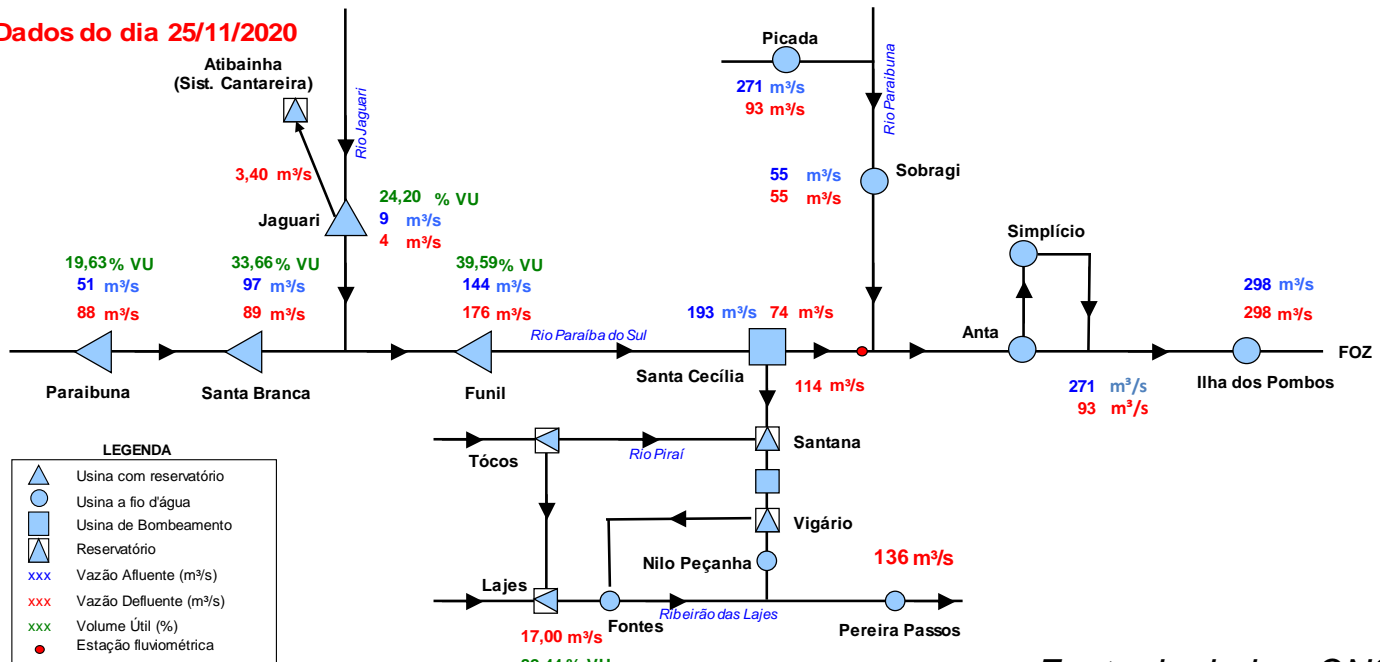 Dados do dia 25/11/2020
Atibainha
(Sist. Cantareira)
Rio Jaguari
3,40 m³/s
Jaguari
24,20 % VU
9 m³/s
4 m³/s
Picada
271 m³/s
93 m³/s
Rio Paraibuna
55 m³/s
55 m³/s
Sobragi
Simplício
19,63 % VU
51 m³/s
88 m³/s
Paraibuna
33,66 % VU
97 m³/s
89 m³/s
Santa Branca
39,59 % VU
144 m³/s
176 m³/s
Funil
Rio Paraíba do Sul
193 m³/s 74 m³/s
Santa Cecília
114 m³/s
Anta
271 m³/s
93 m³/s
298 m³/s
298 m³/s
Ilha dos Pombos
FOZ
Tócos
Rio Piraí
Santana
Vigário
Nilo Peçanha
136 m³/s
Lajes
17,00 m³/s
Fontes
Ribeirão das Lajes
Pereira Passos
LEGENDA
Usina com reservatório
Usina a fio d'água
Usina de Bombeamento
Reservatório
xxx Vazão Afluente (m³/s)
xxx Vazão Defluente (m³/s)
xxx Volume Útil (%)
Estação fluviométrica